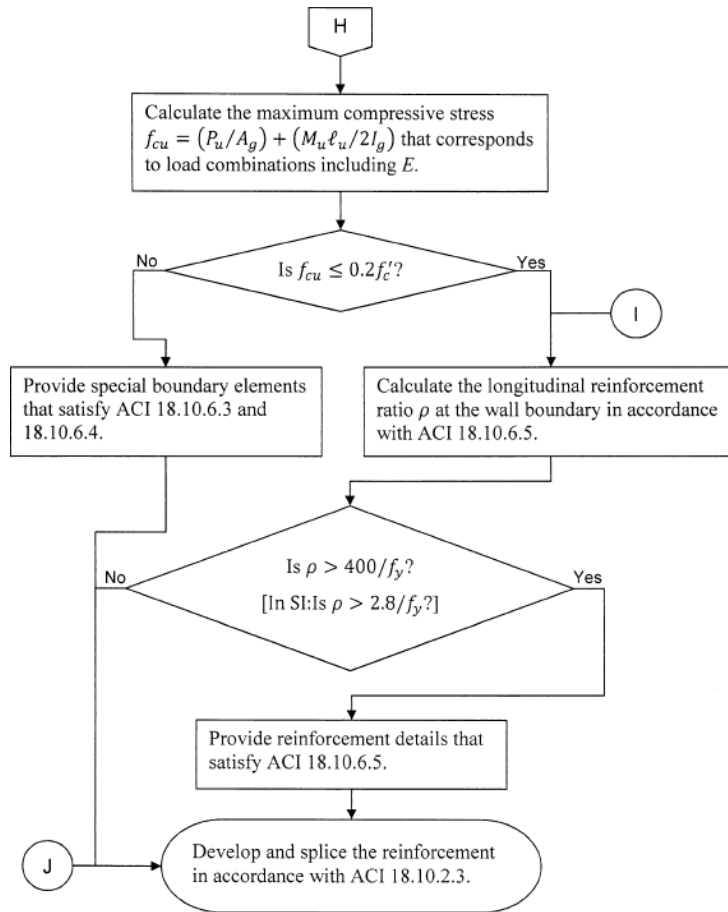 H
Calculate the maximum compressive stress
f_cu = (P_u/A_g) + (M_uℓ_u/2I_g) that corresponds
to load combinations including E.
No
Is f_cu ≤ 0.2f_c′?
Yes
I
Provide special boundary elements
that satisfy ACI 18.10.6.3 and
18.10.6.4.
Calculate the longitudinal reinforcement
ratio ρ at the wall boundary in accordance
with ACI 18.10.6.5.
No
Is ρ > 400/f_y?
[In SI:Is ρ > 2.8/f_y?]
Yes
Provide reinforcement details that
satisfy ACI 18.10.6.5.
J
Develop and splice the reinforcement
in accordance with ACI 18.10.2.3.